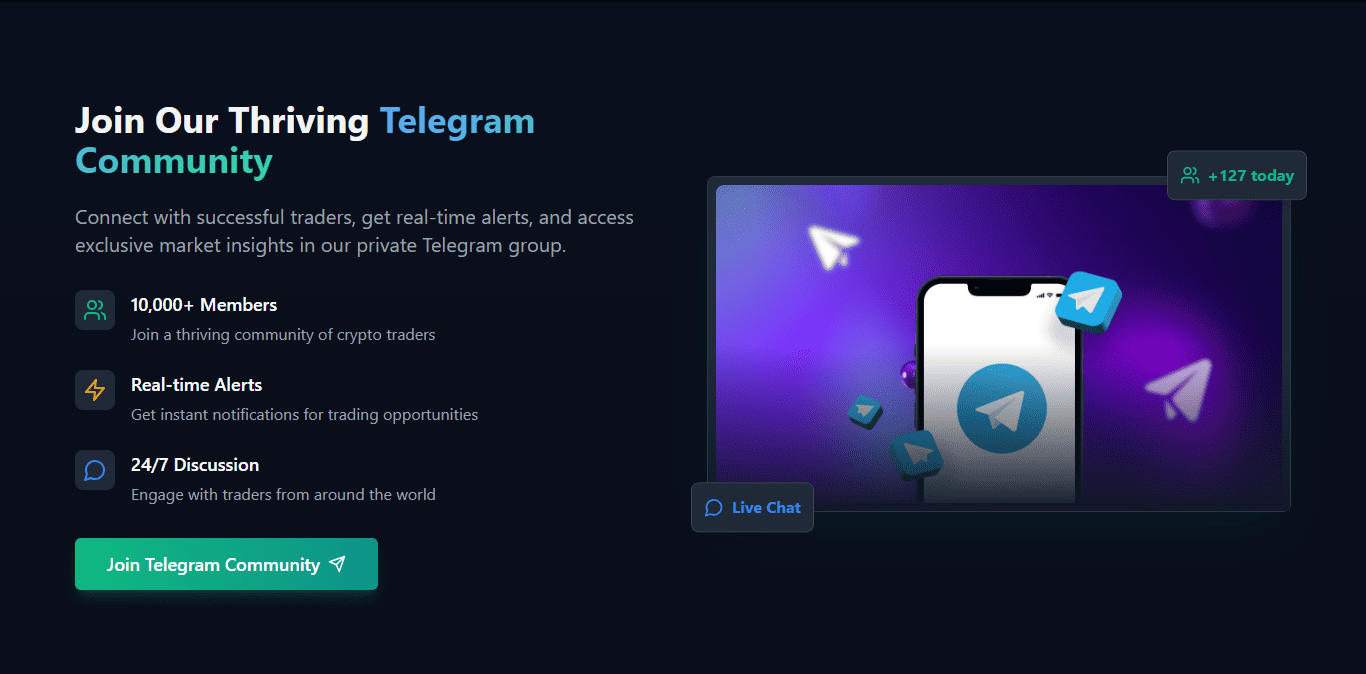 Join Our Thriving Telegram
Community
Connect with successful traders, get real-time alerts, and access
exclusive market insights in our private Telegram group.
10,000+ Members
Join a thriving community of crypto traders
Real-time Alerts
Get instant notifications for trading opportunities
24/7 Discussion
Engage with traders from around the world
Join Telegram Community
+127 today
Live Chat